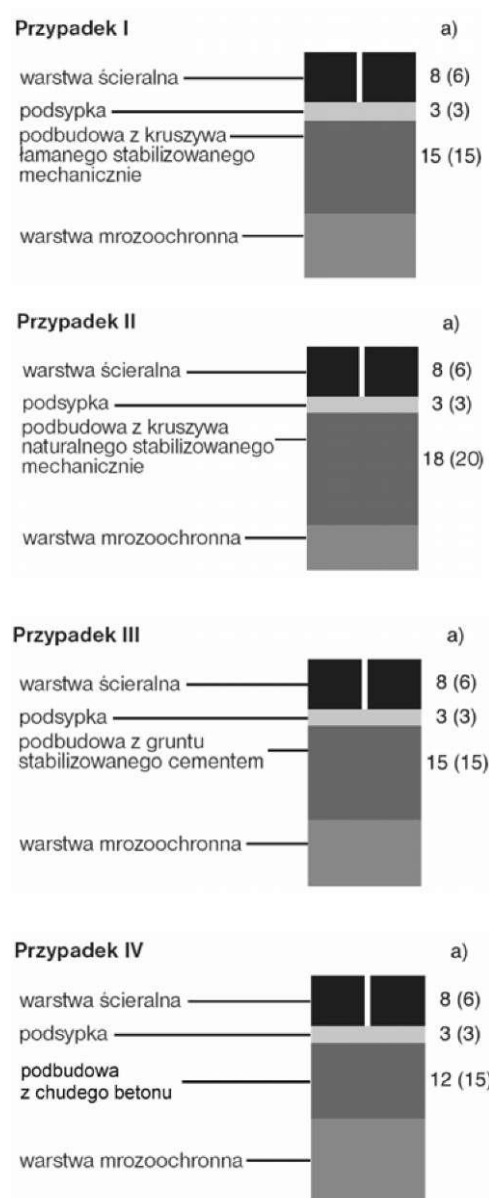 Przypadek I a)
warstwa ścieralna 8 (6)
podsypka 3 (3)
podbudowa z kruszywa
łamanego stabilizowanego 15 (15)
mechanicznie
warstwa mrozoochronna
Przypadek II a)
warstwa ścieralna 8 (6)
podsypka 3 (3)
podbudowa z kruszywa
naturalnego stabilizowanego 18 (20)
mechanicznie
warstwa mrozoochronna
Przypadek III a)
warstwa ścieralna 8 (6)
podsypka 3 (3)
podbudowa z gruntu
stabilizowanego cementem 15 (15)
warstwa mrozoochronna
Przypadek IV a)
warstwa ścieralna 8 (6)
podsypka 3 (3)
podbudowa 12 (15)
z chudego betonu
warstwa mrozoochronna